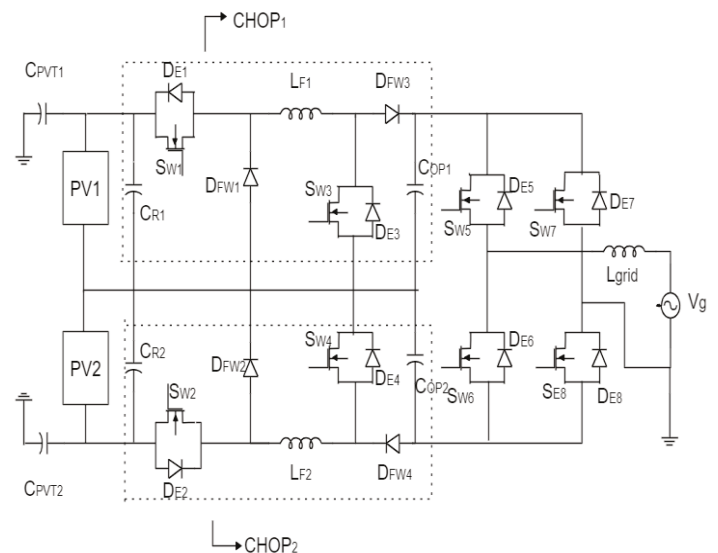 CHOP1
CPVT1
DE1
LF1
DFW3
SW1
PV1
CR1
DFW1
SW3
DE3
COP1
SW5
DE5
SW7
DE7
Lgrid
Vg
PV2
CR2
SW2
DFW2
SW4
DE4
COP2
DE6
SW6
SE8
DE8
CPVT2
DE2
LF2
DFW4
CHOP2